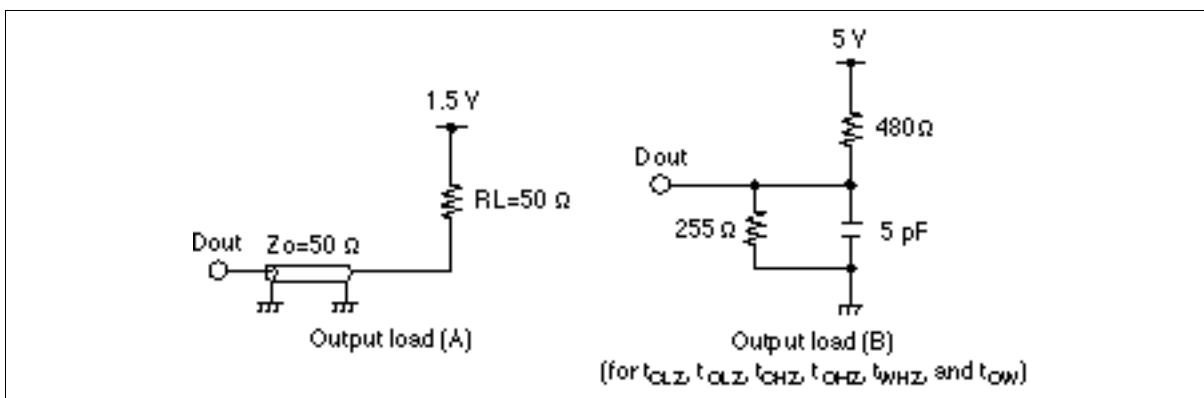 1.5 V
RL=50 Ω
Dout
Zo=50 Ω
Output load (A)
5 V
480Ω
Dout
255 Ω
5 pF
Output load (B)
(for tCLZ, tOLZ, tCHZ, tOHZ, tWHZ, and tOW)